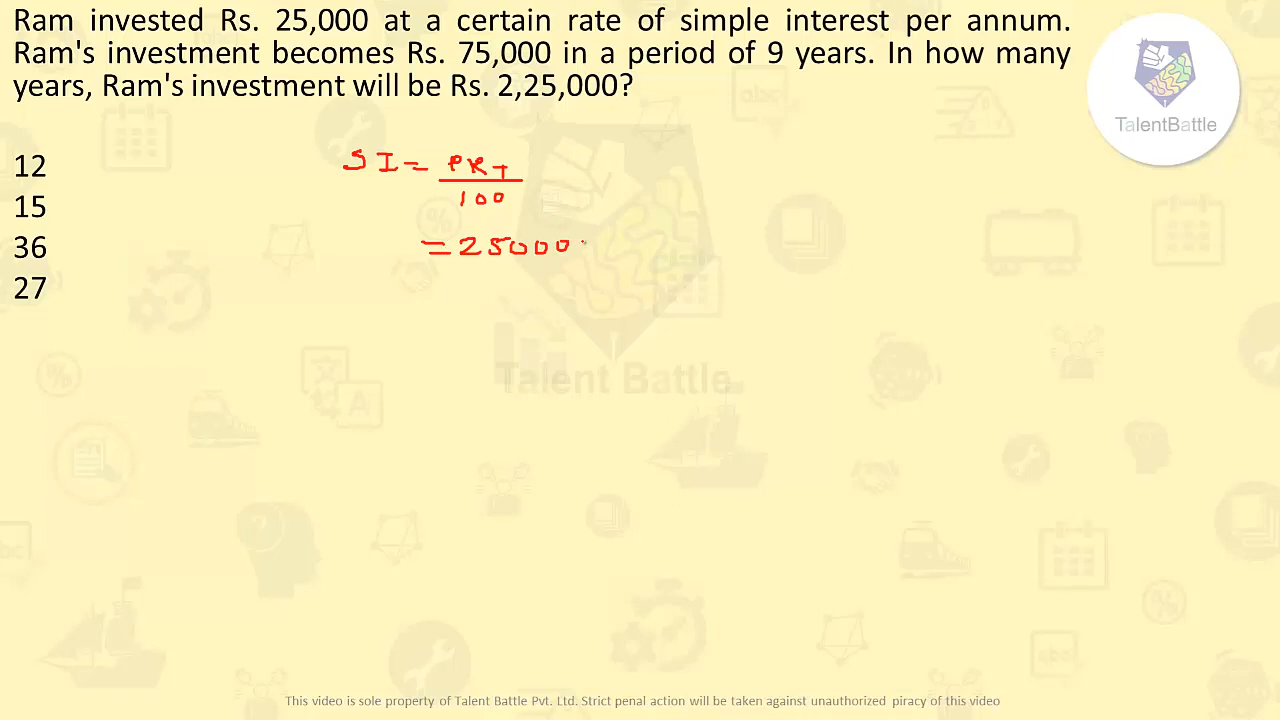 Ram invested Rs. 25,000 at a certain rate of simple interest per annum.
Ram's investment becomes Rs. 75,000 in a period of 9 years. In how many
years, Ram's investment will be Rs. 2,25,000?
TalentBattle
12
15
36
27
SI = PRT
100
= 25000
Talent Battle
This video is sole property of Talent Battle Pvt. Ltd. Strict penal action will be taken against unauthorized piracy of this video